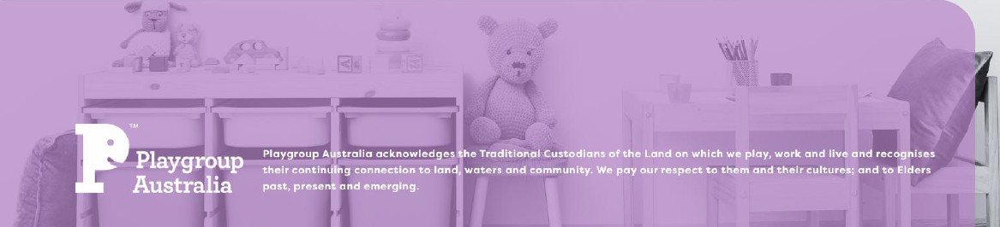 Playgroup
Australia
™
Playgroup Australia acknowledges the Traditional Custodians of the Land on which we play, work and live and recognises
their continuing connection to land, waters and community. We pay our respect to them and their cultures; and to Elders
past, present and emerging.
A